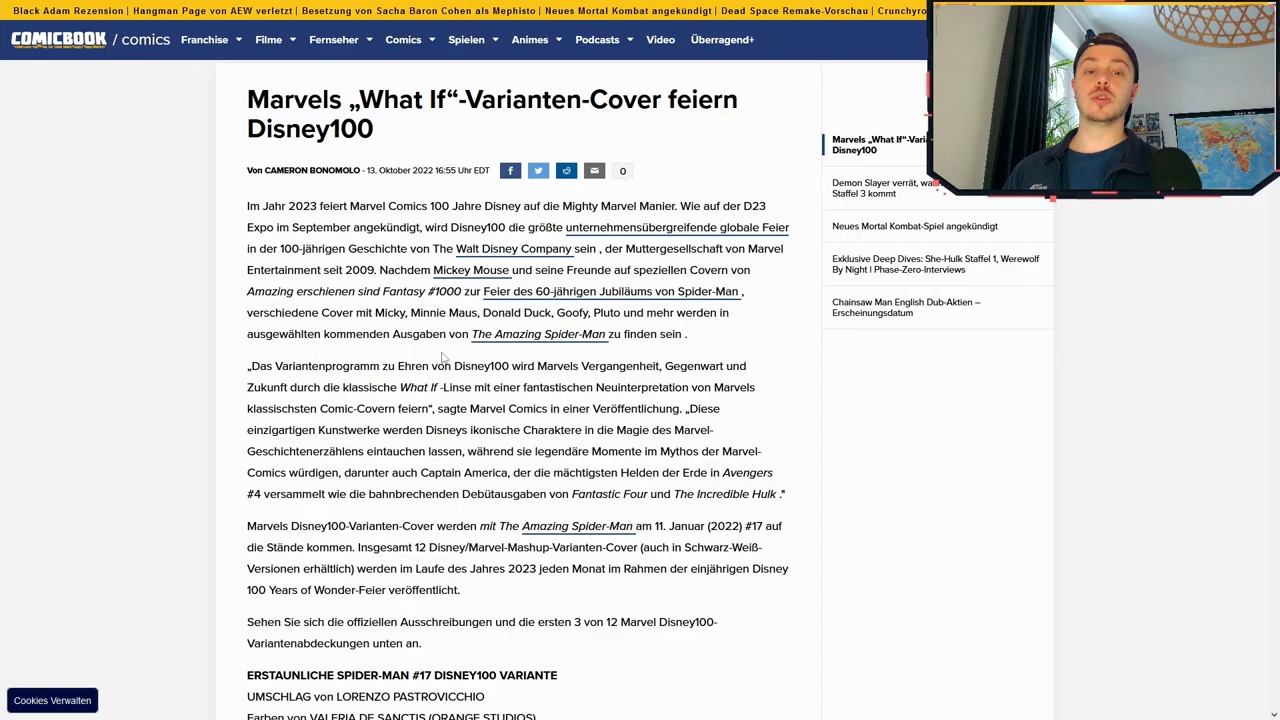 Black Adam Rezension | Hangman Page von AEW verletzt | Besetzung von Sacha Baron Cohen als Mephisto | Neues Mortal Kombat angekündigt | Dead Space Remake-Vorschau | Crunchyro
COMICBOOK / comics Franchise Filme Fernseher Comics Spielen Animes Podcasts Video Überragend+
Marvels „What If“-Varianten-Cover feiern
Disney100
Von CAMERON BONOMOLO - 13. Oktober 2022 16:55 Uhr EDT 0
Im Jahr 2023 feiert Marvel Comics 100 Jahre Disney auf die Mighty Marvel Manier. Wie auf der D23
Expo im September angekündigt, wird Disney100 die größte unternehmensübergreifende globale Feier
in der 100-jährigen Geschichte von The Walt Disney Company sein , der Muttergesellschaft von Marvel
Entertainment seit 2009. Nachdem Mickey Mouse und seine Freunde auf speziellen Covern von
Amazing erschienen sind Fantasy #1000 zur Feier des 60-jährigen Jubiläums von Spider-Man ,
verschiedene Cover mit Micky, Minnie Maus, Donald Duck, Goofy, Pluto und mehr werden in
ausgewählten kommenden Ausgaben von The Amazing Spider-Man zu finden sein .
„Das Variantenprogramm zu Ehren von Disney100 wird Marvels Vergangenheit, Gegenwart und
Zukunft durch die klassische What If -Linse mit einer fantastischen Neuinterpretation von Marvels
klassischsten Comic-Covern feiern“, sagte Marvel Comics in einer Veröffentlichung. „Diese
einzigartigen Kunstwerke werden Disneys ikonische Charaktere in die Magie des Marvel-
Geschichtenerzählens eintauchen lassen, während sie legendäre Momente im Mythos der Marvel-
Comics würdigen, darunter auch Captain America, der die mächtigsten Helden der Erde in Avengers
#4 versammelt wie die bahnbrechenden Debütausgaben von Fantastic Four und The Incredible Hulk ."
Marvels Disney100-Varianten-Cover werden mit The Amazing Spider-Man am 11. Januar (2022) #17 auf
die Stände kommen. Insgesamt 12 Disney/Marvel-Mashup-Varianten-Cover (auch in Schwarz-Weiß-
Versionen erhältlich) werden im Laufe des Jahres 2023 jeden Monat im Rahmen der einjährigen Disney
100 Years of Wonder-Feier veröffentlicht.
Sehen Sie sich die offiziellen Ausschreibungen und die ersten 3 von 12 Marvel Disney100-
Variantenabdeckungen unten an.
ERSTAUNLICHE SPIDER-MAN #17 DISNEY100 VARIANTE
UMSCHLAG von LORENZO PASTROVICCHIO
Farben von VALERIA DE SANCTIS (ORANGE STUDIOS)
Marvels „What If“-Vari
Disney100
Demon Slayer verrät, wa
Staffel 3 kommt
Neues Mortal Kombat-Spiel angekündigt
Exklusive Deep Dives: She-Hulk Staffel 1, Werewolf
By Night | Phase-Zero-Interviews
Chainsaw Man English Dub-Aktien –
Erscheinungsdatum
Cookies Verwalten